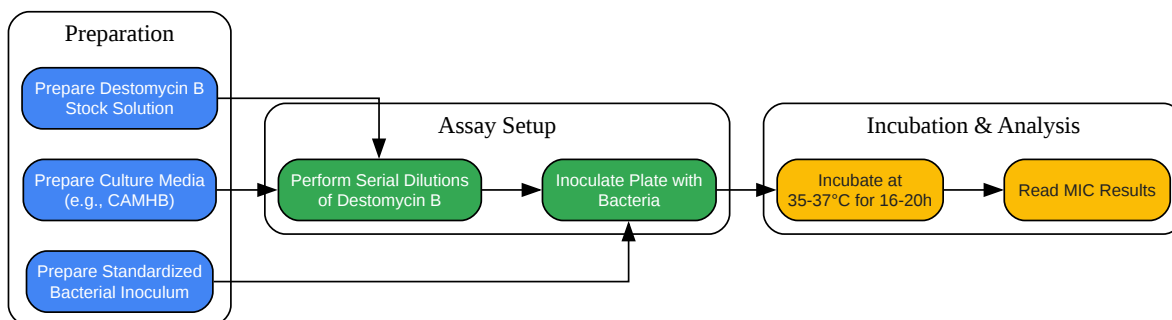 Preparation
Prepare Destomycin B
Stock Solution
Prepare Culture Media
(e.g., CAMHB)
Prepare Standardized
Bacterial Inoculum
Assay Setup
Perform Serial Dilutions
of Destomycin B
Inoculate Plate with
Bacteria
Incubation & Analysis
Incubate at
35-37°C for 16-20h
Read MIC Results